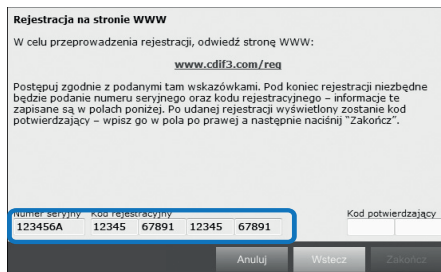 Rejestracja na stronie WWW
W celu przeprowadzenia rejestracji, odwiedź stronę WWW:
www.cdif3.com/reg
Postępuj zgodnie z podanymi tam wskazówkami. Pod koniec rejestracji niezbędne
będzie podanie numeru seryjnego oraz kodu rejestracyjnego – informacje te
zapisane są w polach poniżej. Po udanej rejestracji wyświetlony zostanie kod
potwierdzający – wpisz go w pola po prawej a następnie naciśnij "Zakończ".
Numer seryjny Kod rejestracyjny Kod potwierdzający
123456A 12345 67891 12345 67891
Anuluj Wstecz Zakończ